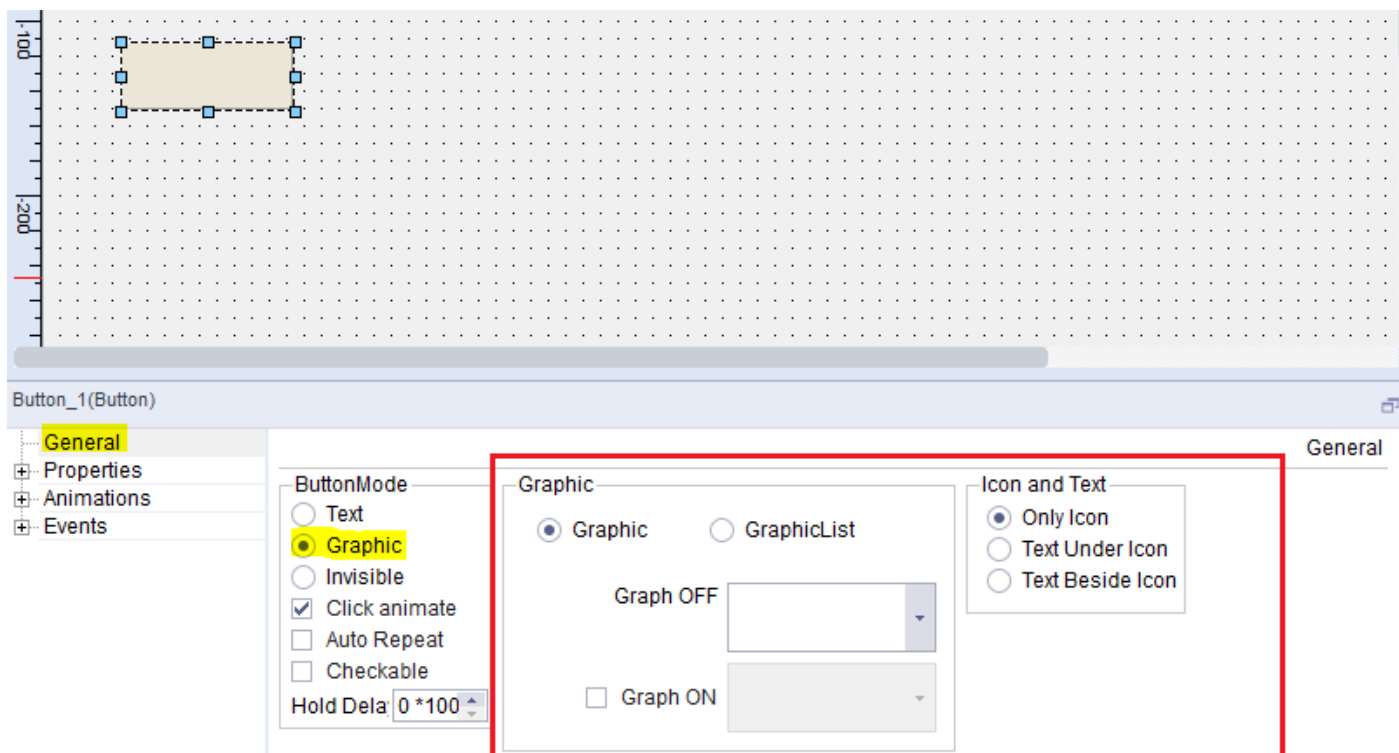 -100
-200
Button_1(Button)
General
Properties
Animations
Events
General
ButtonMode
Text
Graphic
Invisible
Click animate
Auto Repeat
Checkable
Hold Dela 0 *100
Graphic
Graphic GraphicList
Graph OFF
Graph ON
Icon and Text
Only Icon
Text Under Icon
Text Beside Icon